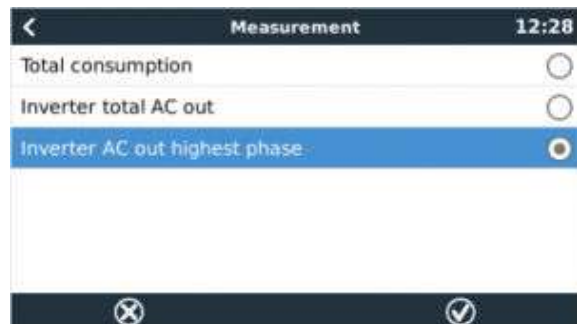 Measurement 12:28
Total consumption
Inverter total AC out
Inverter AC out highest phase